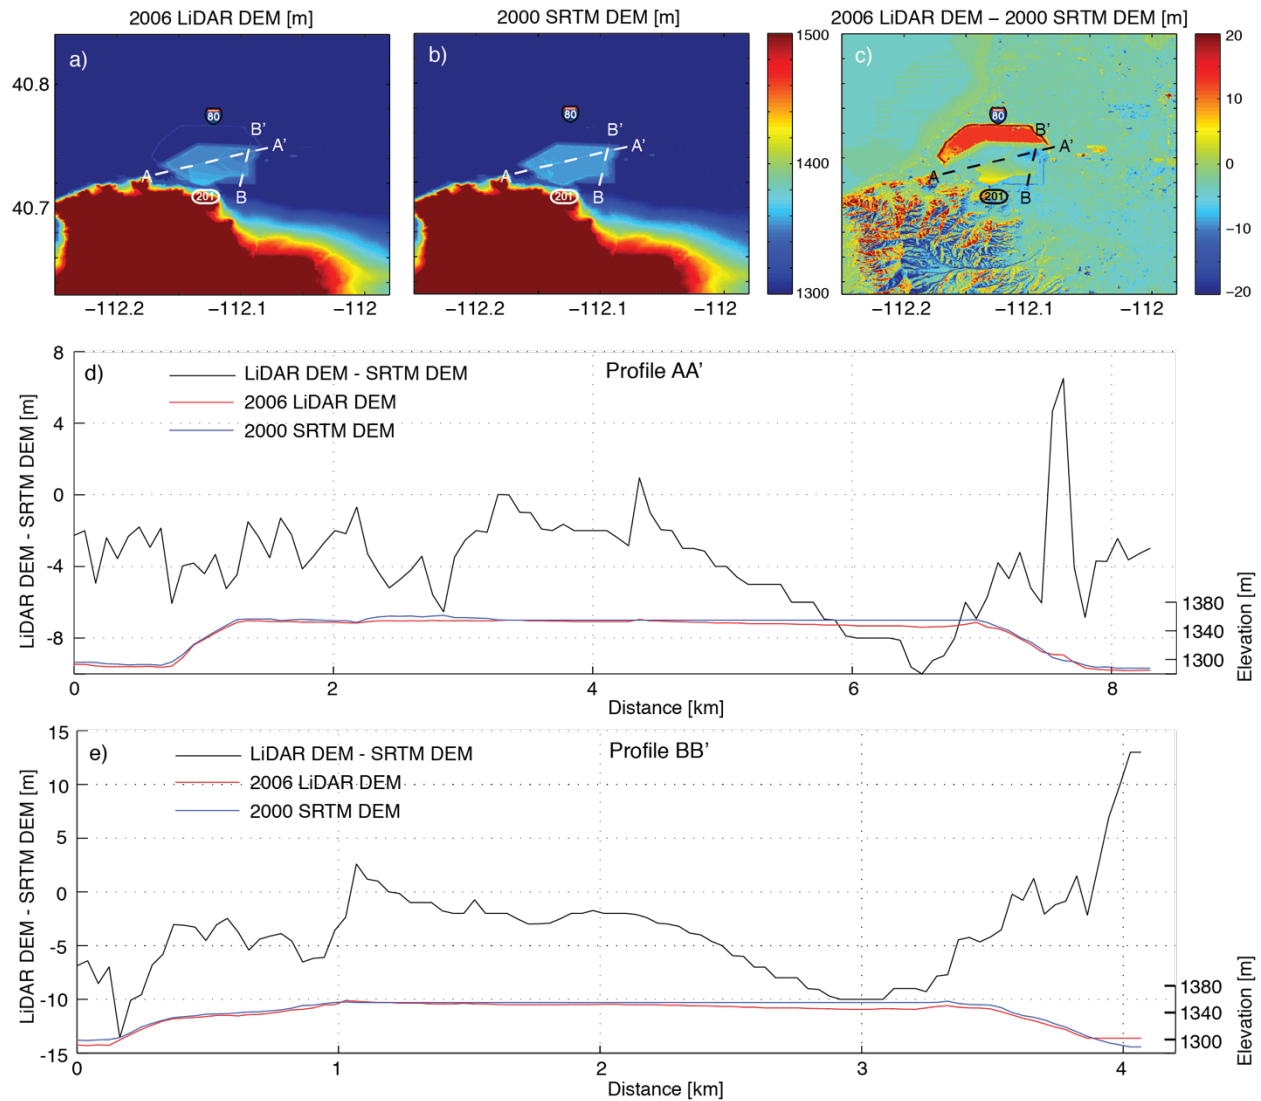 2006 LiDAR DEM [m]
2000 SRTM DEM [m]
2006 LiDAR DEM – 2000 SRTM DEM [m]
a)
40.8
40.7
80
B'
A'
A
B
201
−112.2
−112.1
−112
b)
80
B'
A'
A
B
201
−112.2
−112.1
−112
1500
1400
1300
c)
80
B'
A'
A
B
201
−112.2
−112.1
−112
20
10
0
−10
−20
d)
Profile AA'
LiDAR DEM - SRTM DEM
2006 LiDAR DEM
2000 SRTM DEM
LiDAR DEM - SRTM DEM [m]
8
4
0
-4
-8
1380
1340
1300
Elevation [m]
0
2
4
6
8
Distance [km]
e)
Profile BB'
LiDAR DEM - SRTM DEM
2006 LiDAR DEM
2000 SRTM DEM
LiDAR DEM - SRTM DEM [m]
15
10
5
0
-5
-10
-15
1380
1340
1300
Elevation [m]
0
1
2
3
4
Distance [km]